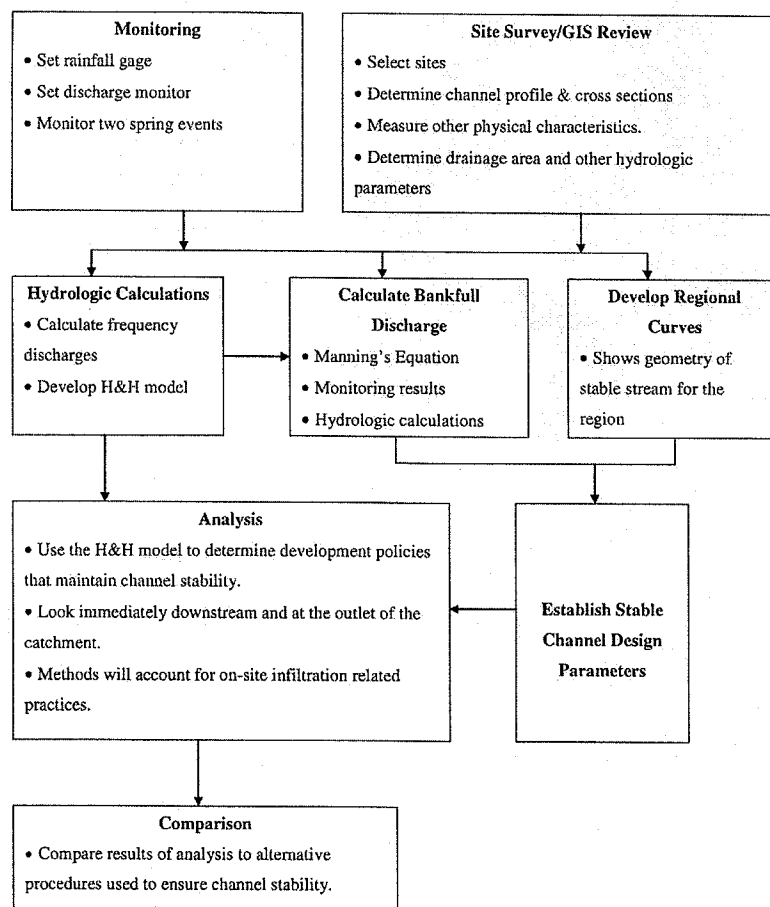 Monitoring
• Set rainfall gage
• Set discharge monitor
• Monitor two spring events
Site Survey/GIS Review
• Select sites
• Determine channel profile & cross sections
• Measure other physical characteristics.
• Determine drainage area and other hydrologic
parameters
Hydrologic Calculations
• Calculate frequency
discharges
• Develop H&H model
Calculate Bankfull
Discharge
• Manning's Equation
• Monitoring results
• Hydrologic calculations
Develop Regional
Curves
• Shows geometry of
stable stream for the
region
Analysis
• Use the H&H model to determine development policies
that maintain channel stability.
• Look immediately downstream and at the outlet of the
catchment.
• Methods will account for on-site infiltration related
practices.
Establish Stable
Channel Design
Parameters
Comparison
• Compare results of analysis to alternative
procedures used to ensure channel stability.